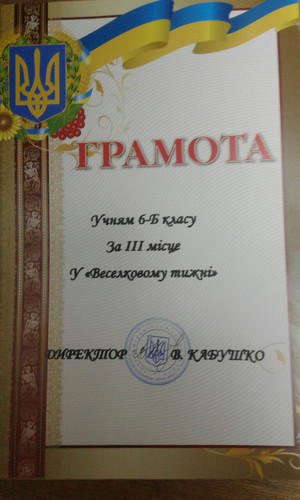 ГРАМОТА
Учням 6-Б класу
За ІІІ місце
У «Веселковому тижні»
ДИРЕКТОР В. КАБУШКО